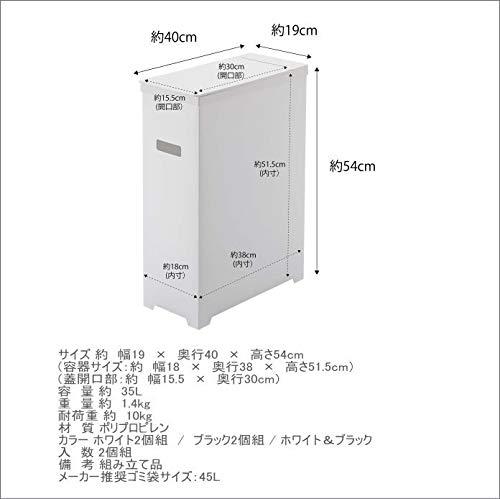 約40cm
約19cm
約30cm
(開口部)
約15.5cm
(開口部)
約51.5cm
(内寸)
約54cm
約38cm
(内寸)
約18cm
(内寸)
サイズ 約 幅19 × 奥行40 × 高さ54cm
(容器サイズ:約 幅18 × 奥行38 × 高さ51.5cm)
(蓋開口部:約 幅15.5 × 奥行30cm)
容 量 約 35L
重 量 約 1.4kg
耐荷重 約 10kg
材 質 ポリプロピレン
カラー ホワイト2個組 / ブラック2個組 / ホワイト&ブラック
入 数 2個組
備 考 組み立て品
メーカー推奨ゴミ袋サイズ:45L